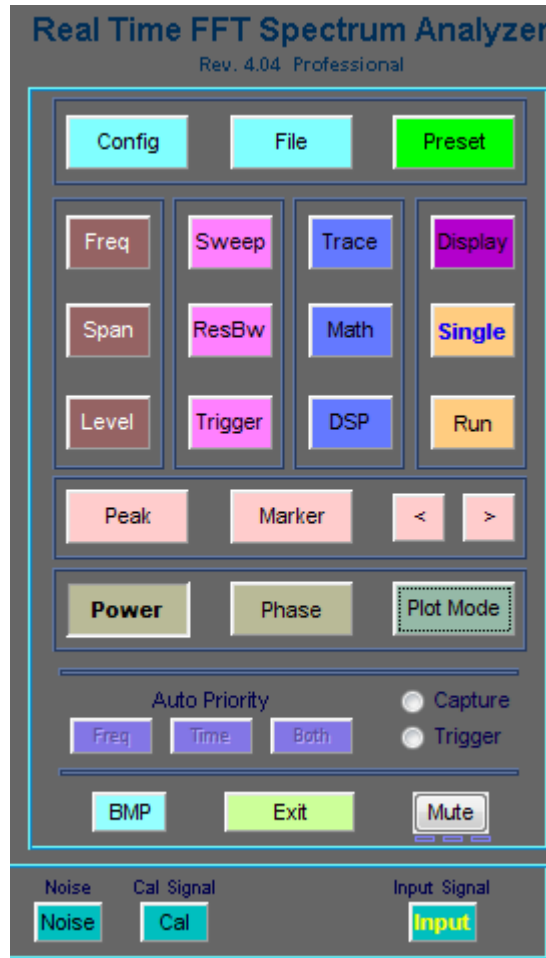 Real Time FFT Spectrum Analyzer
Rev. 4.04 Professional
Config File Preset
Freq Sweep Trace Display
Span ResBw Math Single
Level Trigger DSP Run
Peak Marker < >
Power Phase Plot Mode
Auto Priority Capture
Freq Time Both Trigger
BMP Exit Mute
Noise Cal Signal Input Signal
Noise Cal Input